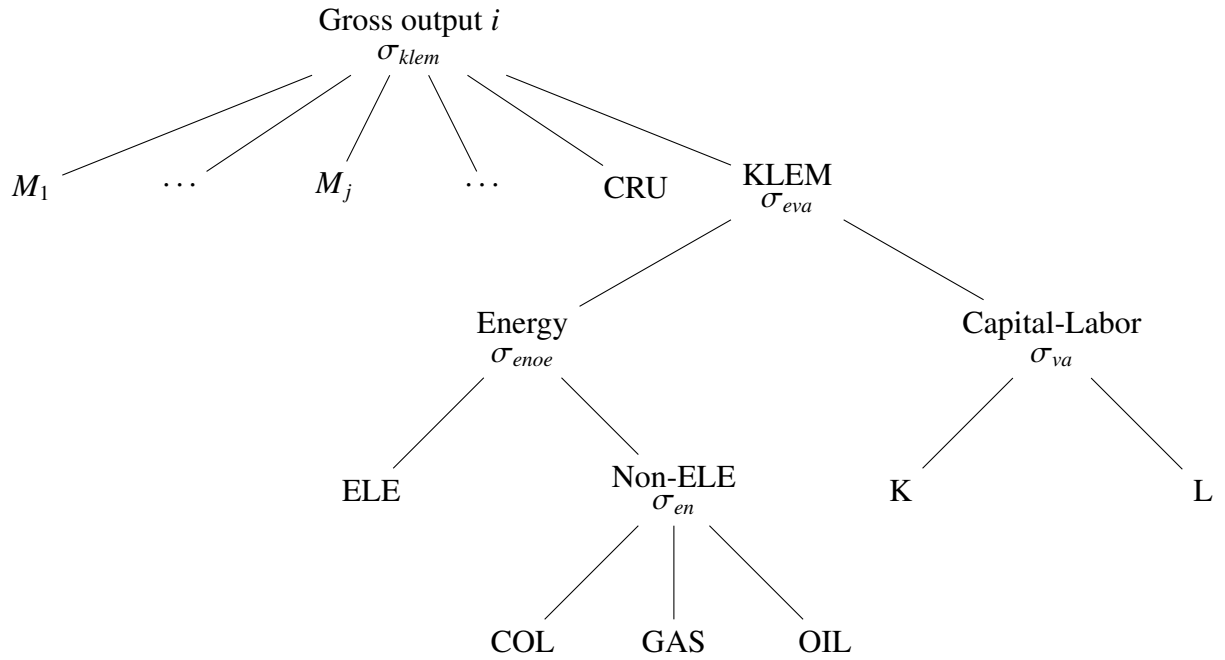 Gross output i
σklem
M1 ... Mj ... CRU KLEM
σeva
Energy Capital-Labor
σenoe σva
ELE Non-ELE K L
σen
COL GAS OIL